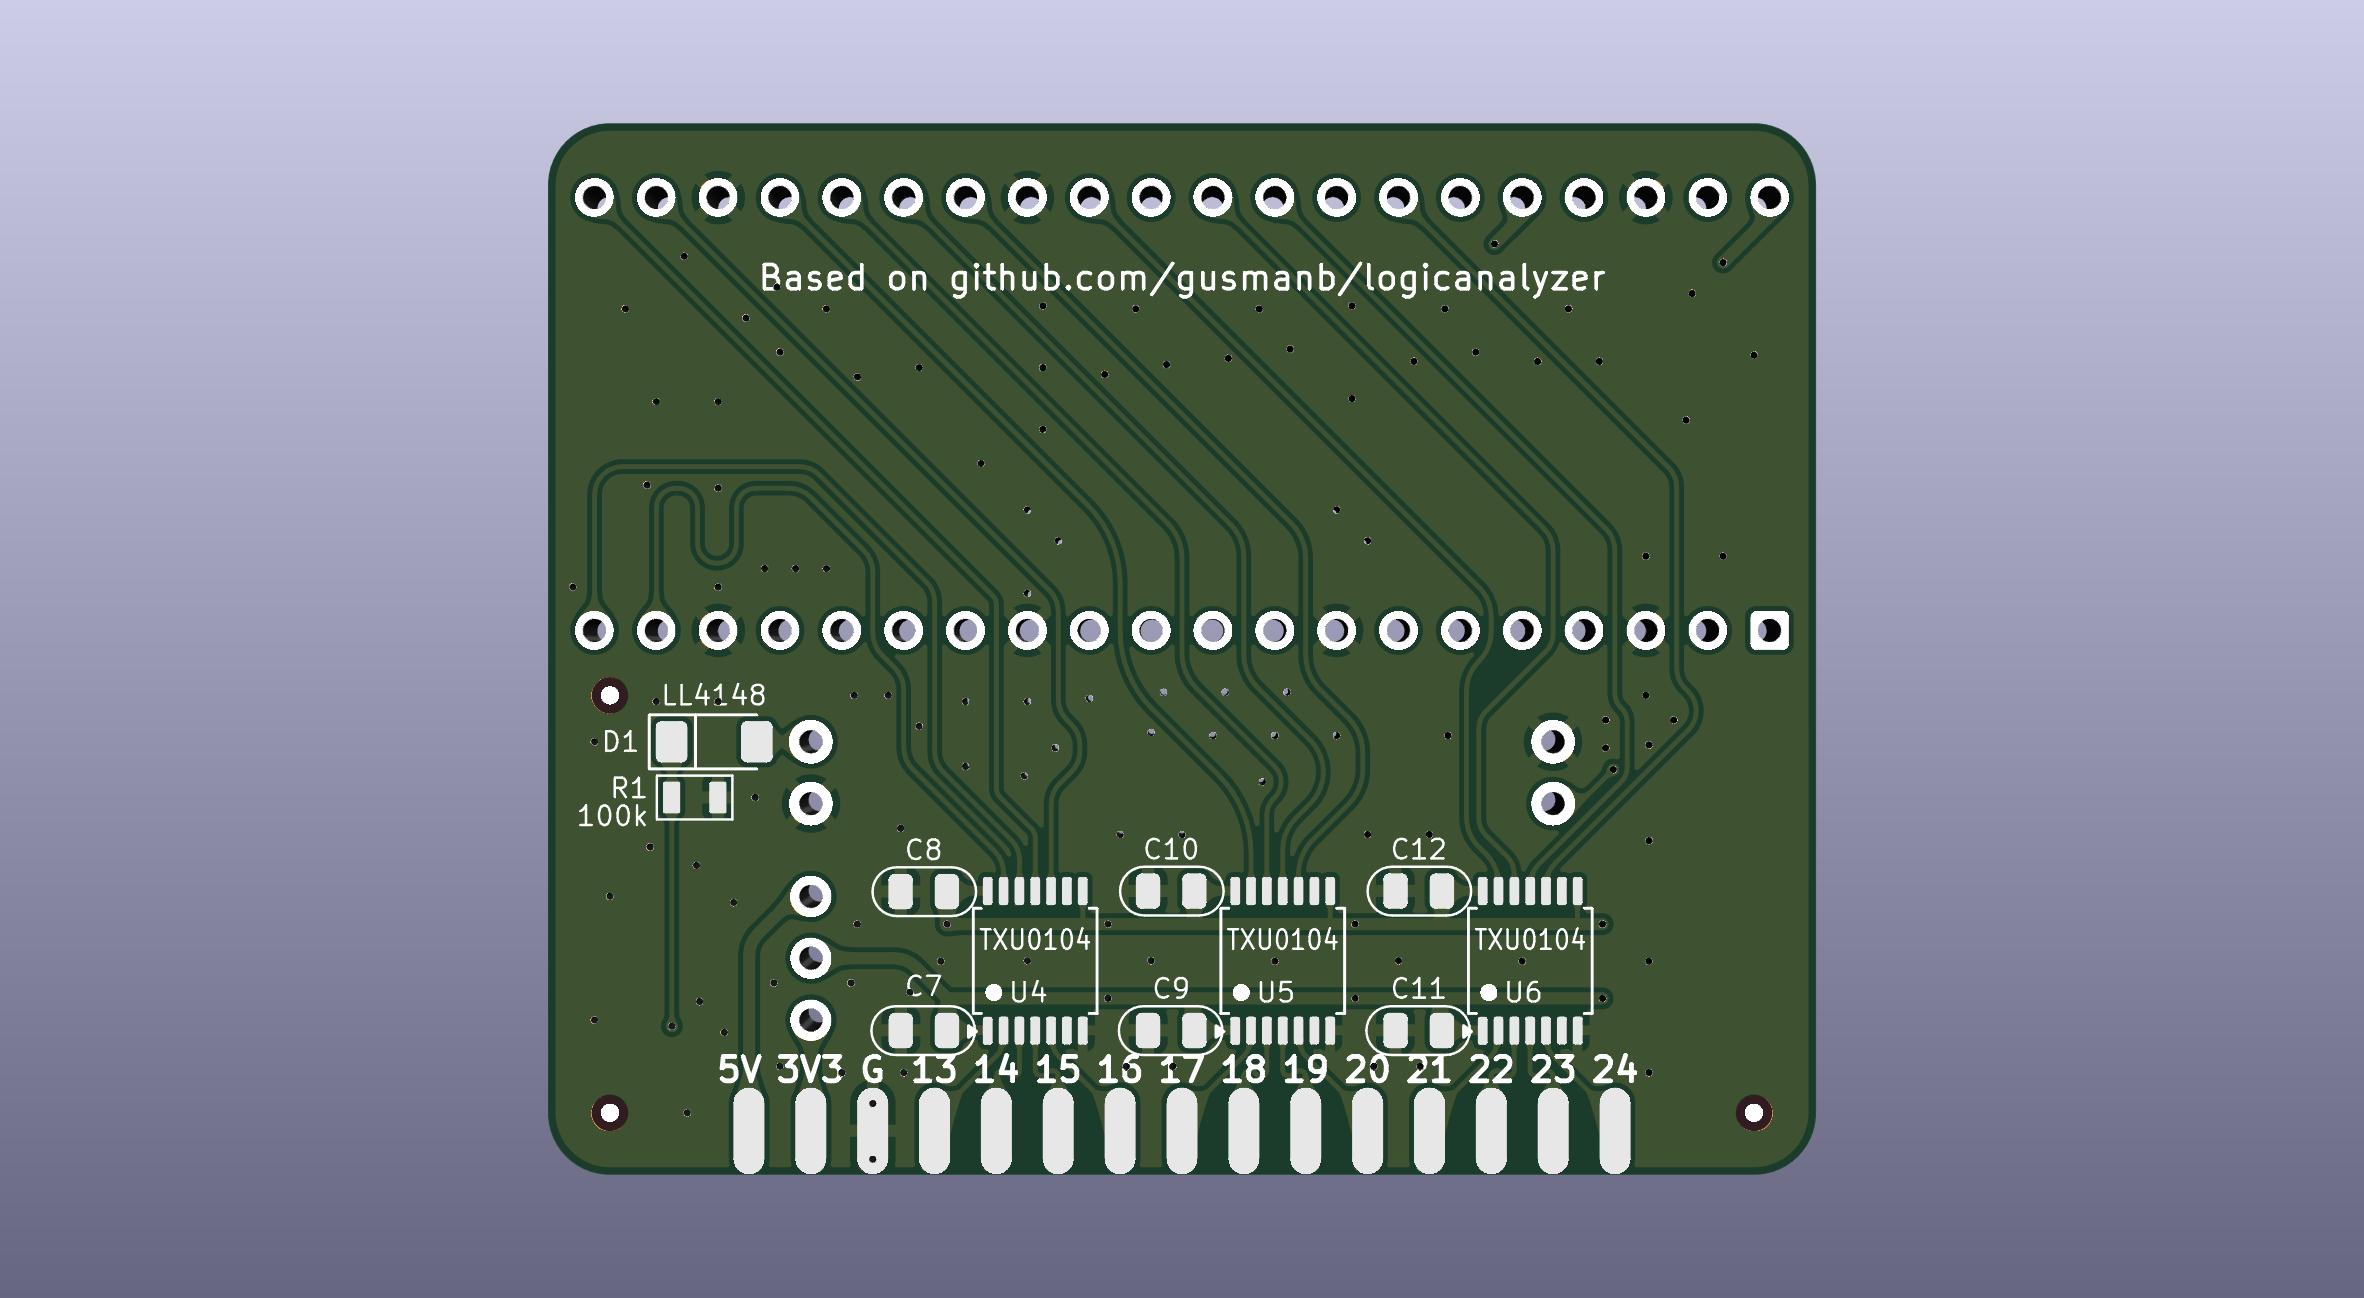 Based on github.com/gusmanb/logicanalyzer
LL4148
D1
R1
100k
C8
C10
C12
TXU0104
TXU0104
TXU0104
C7
U4
C9
U5
C11
U6
5V 3V3 G 13 14 15 16 17 18 19 20 21 22 23 24